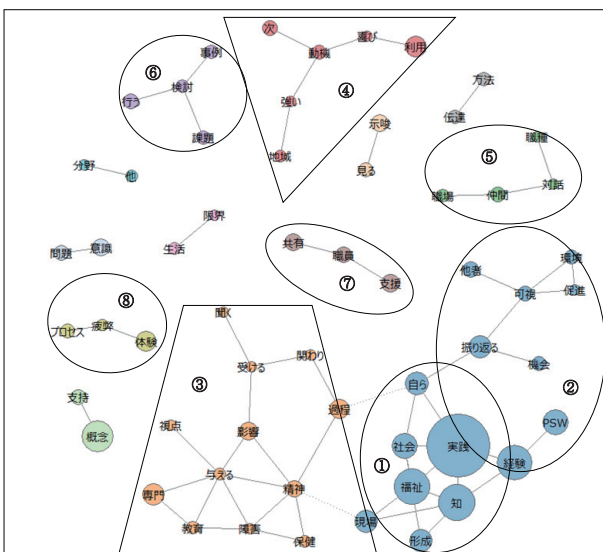 次
喜び
利用
動機
④
強い
地域
事例
⑥
検討
行う
課題
方法
伝達
示唆
見る
職種
⑤
対話
仲間
職場
分野
他
限界
生活
問題
意識
共有
職員
支援
⑦
環境
他者
可視
促進
振り返る
機会
②
PSW
経験
⑧
プロセス
疲弊
体験
支持
概念
聞く
受ける
関わり
③
過程
視点
影響
与える
専門
精神
教育
障害
保健
自ら
社会
実践
①
福祉
知
現場
形成